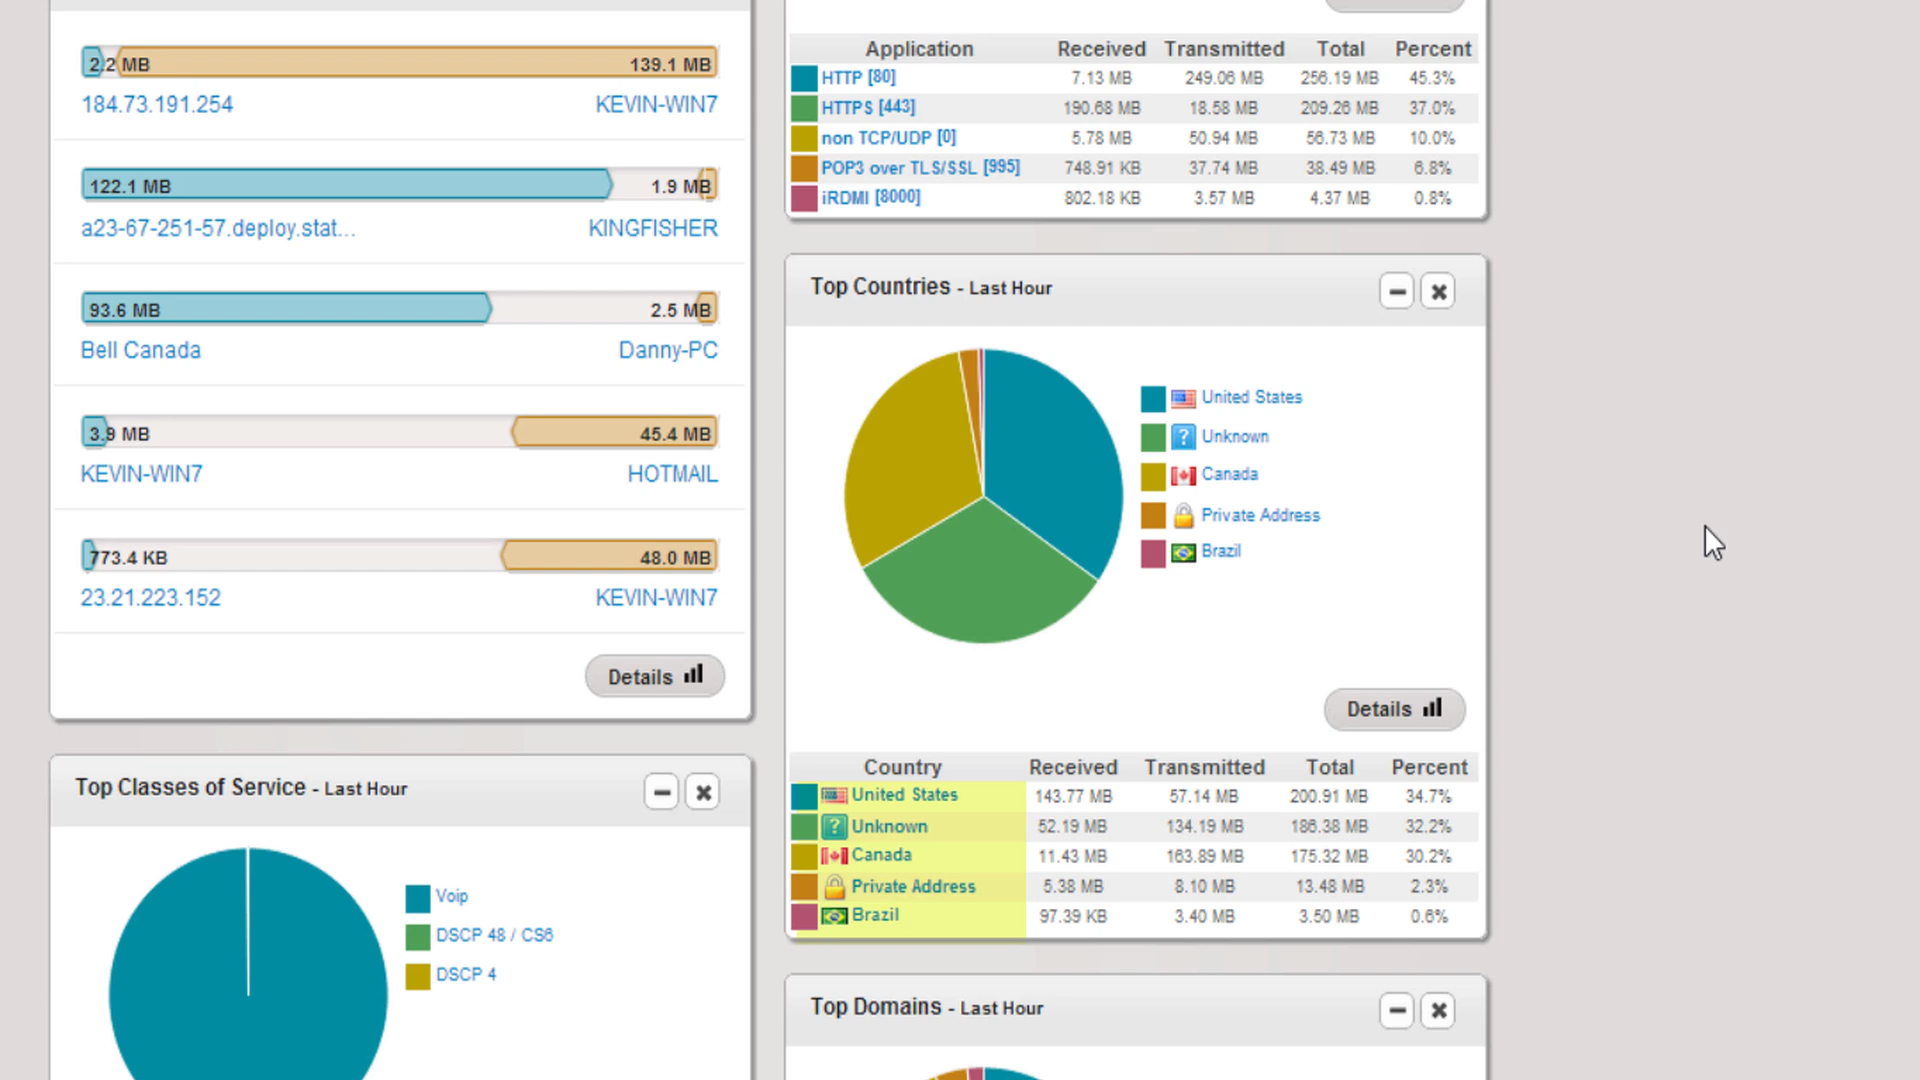 2.2 MB 139.1 MB
184.73.191.254 KEVIN-WIN7
122.1 MB 1.9 MB
a23-67-251-57.deploy.stat... KINGFISHER
93.6 MB 2.5 MB
Bell Canada Danny-PC
3.9 MB 45.4 MB
KEVIN-WIN7 HOTMAIL
773.4 KB 48.0 MB
23.21.223.152 KEVIN-WIN7
Details
Top Classes of Service - Last Hour
Voip
DSCP 48 / CS6
DSCP 4
Application Received Transmitted Total Percent
HTTP [80] 7.13 MB 249.06 MB 256.19 MB 45.3%
HTTPS [443] 190.68 MB 18.58 MB 209.26 MB 37.0%
non TCP/UDP [0] 5.78 MB 50.94 MB 56.73 MB 10.0%
POP3 over TLS/SSL [995] 748.91 KB 37.74 MB 38.49 MB 6.8%
iRDMI [8000] 802.18 KB 3.57 MB 4.37 MB 0.8%
Top Countries - Last Hour
United States
Unknown
Canada
Private Address
Brazil
Details
Country Received Transmitted Total Percent
United States 143.77 MB 57.14 MB 200.91 MB 34.7%
Unknown 52.19 MB 134.19 MB 186.38 MB 32.2%
Canada 11.43 MB 163.89 MB 175.32 MB 30.2%
Private Address 5.38 MB 8.10 MB 13.48 MB 2.3%
Brazil 97.39 KB 3.40 MB 3.50 MB 0.6%
Top Domains - Last Hour